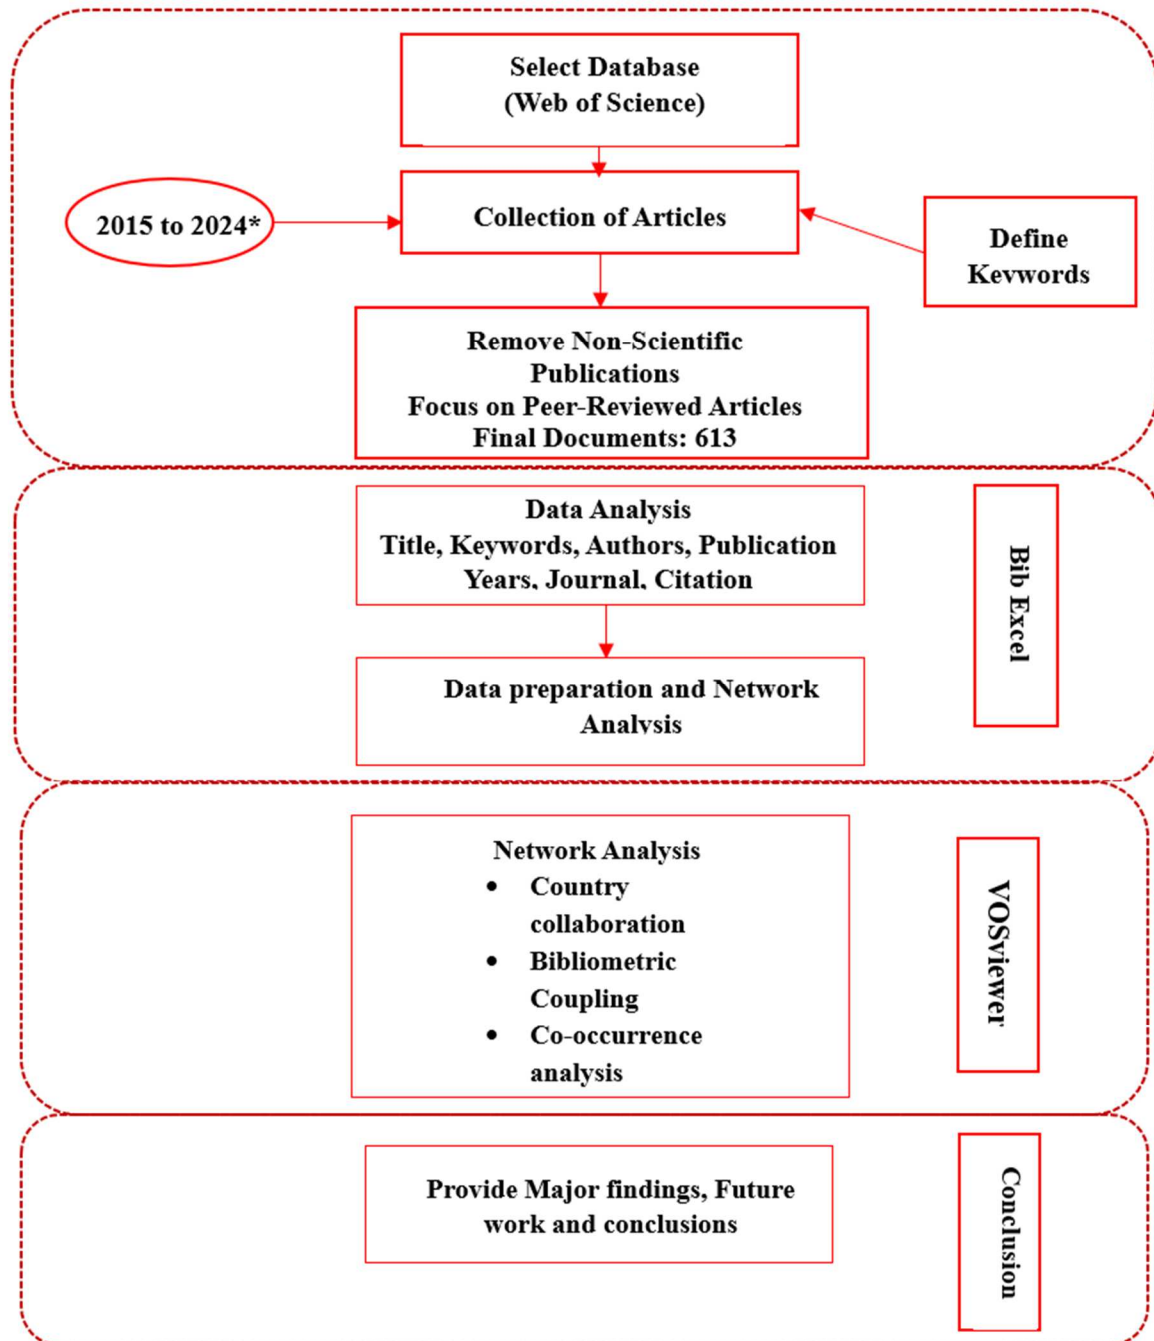 Select Database
(Web of Science)
2015 to 2024*
Collection of Articles
Define
Keywords
Remove Non-Scientific
Publications
Focus on Peer-Reviewed Articles
Final Documents: 613
Data Analysis
Title, Keywords, Authors, Publication
Years, Journal, Citation
Bib Excel
Data preparation and Network
Analysis
Network Analysis
• Country
collaboration
• Bibliometric
Coupling
• Co-occurrence
analysis
VOSviewer
Provide Major findings, Future
work and conclusions
Conclusion